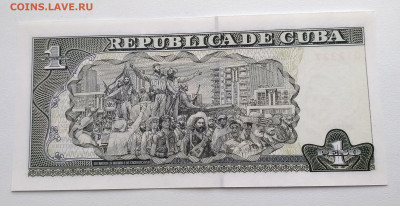 COINS.LAVE.RU
REPUBLICA DE CUBA
1
1